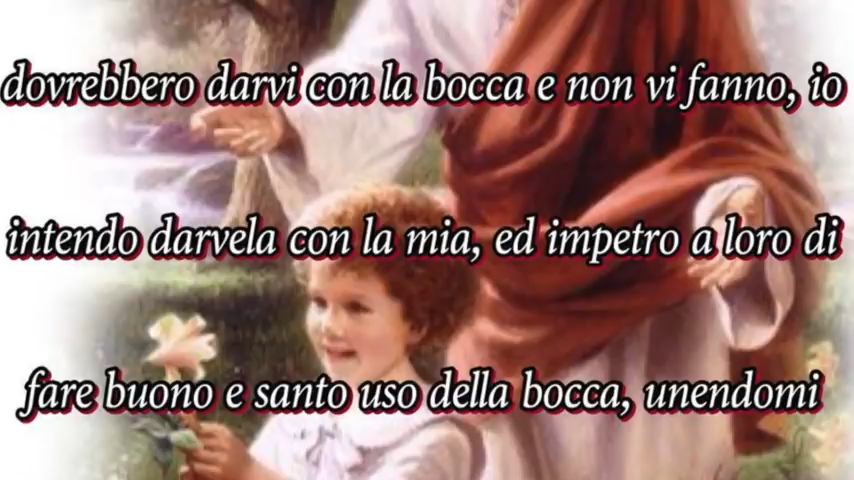 dovrebbero darvi con la bocca e non vi fanno, io
intendo darvela con la mia, ed impetro a loro di
fare buono e santo uso della bocca, unendomi